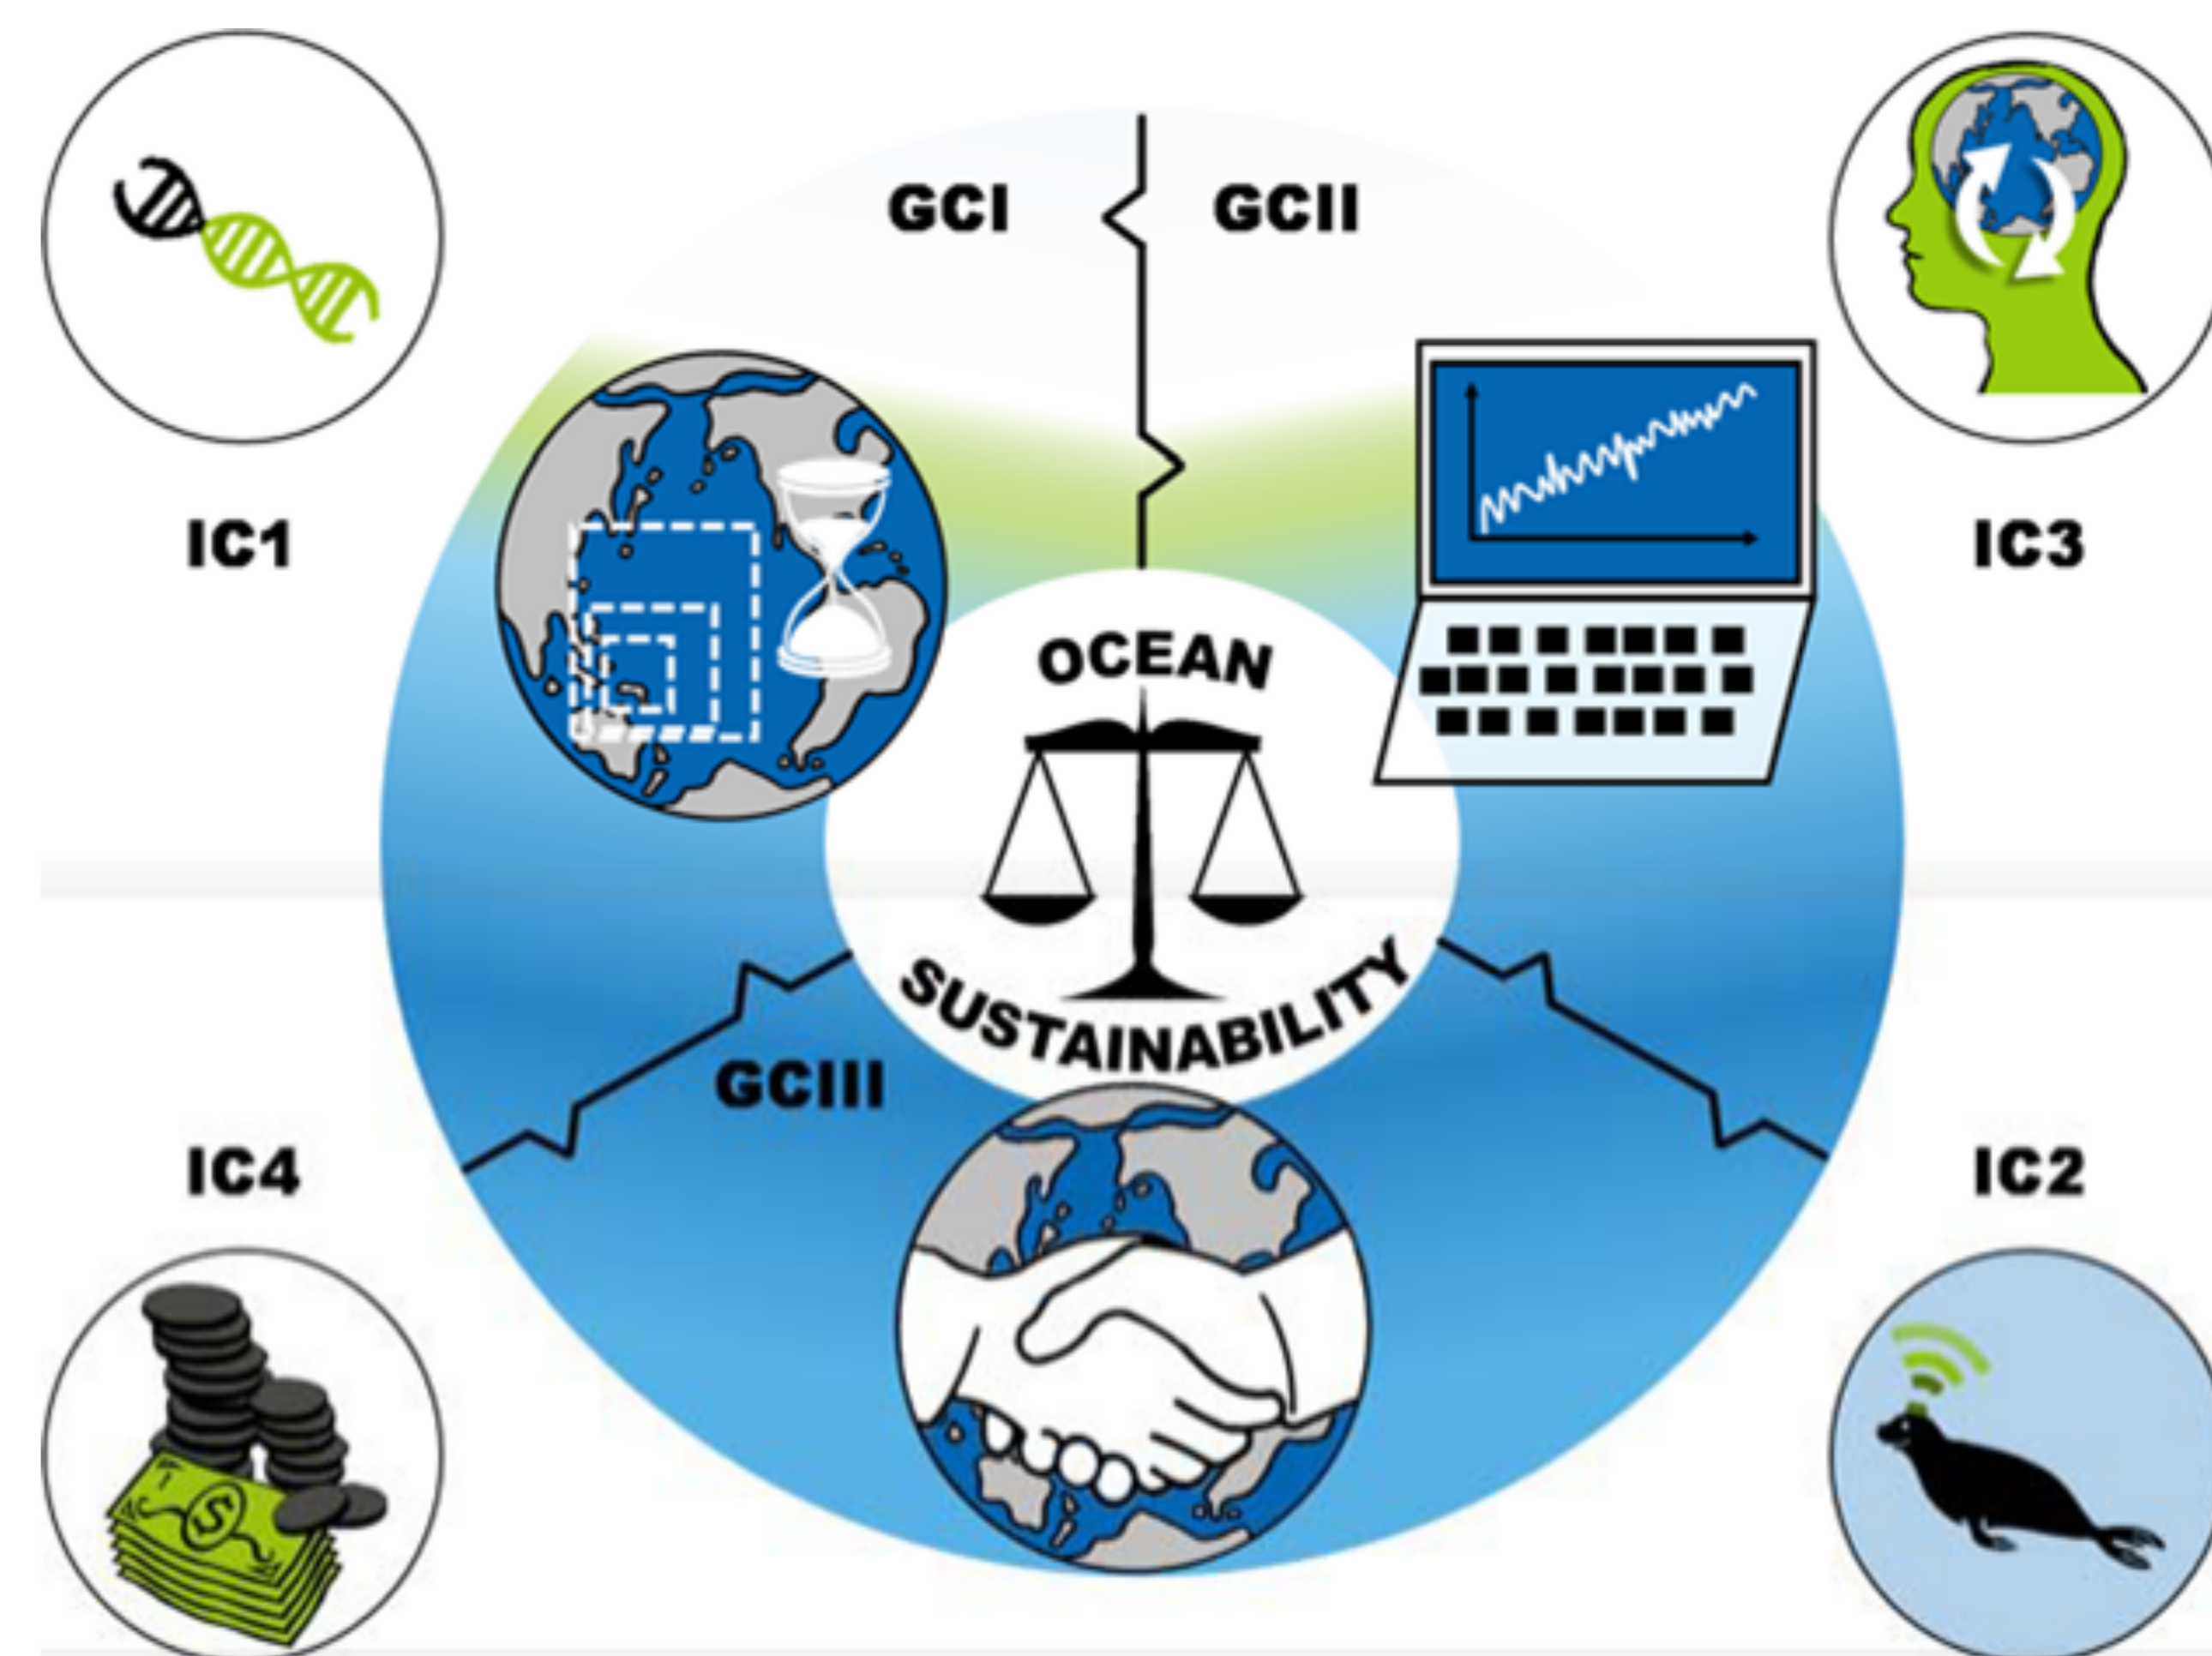 GCI
GCII
IC1
IC3
OCEAN
SUSTAINABILITY
GCIII
IC4
IC2
$